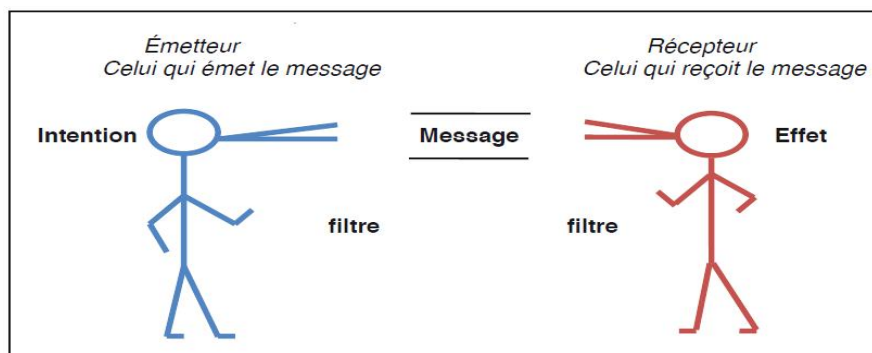 Émetteur
Celui qui émet le message
Récepteur
Celui qui reçoit le message
Intention
Message
Effet
filtre
filtre